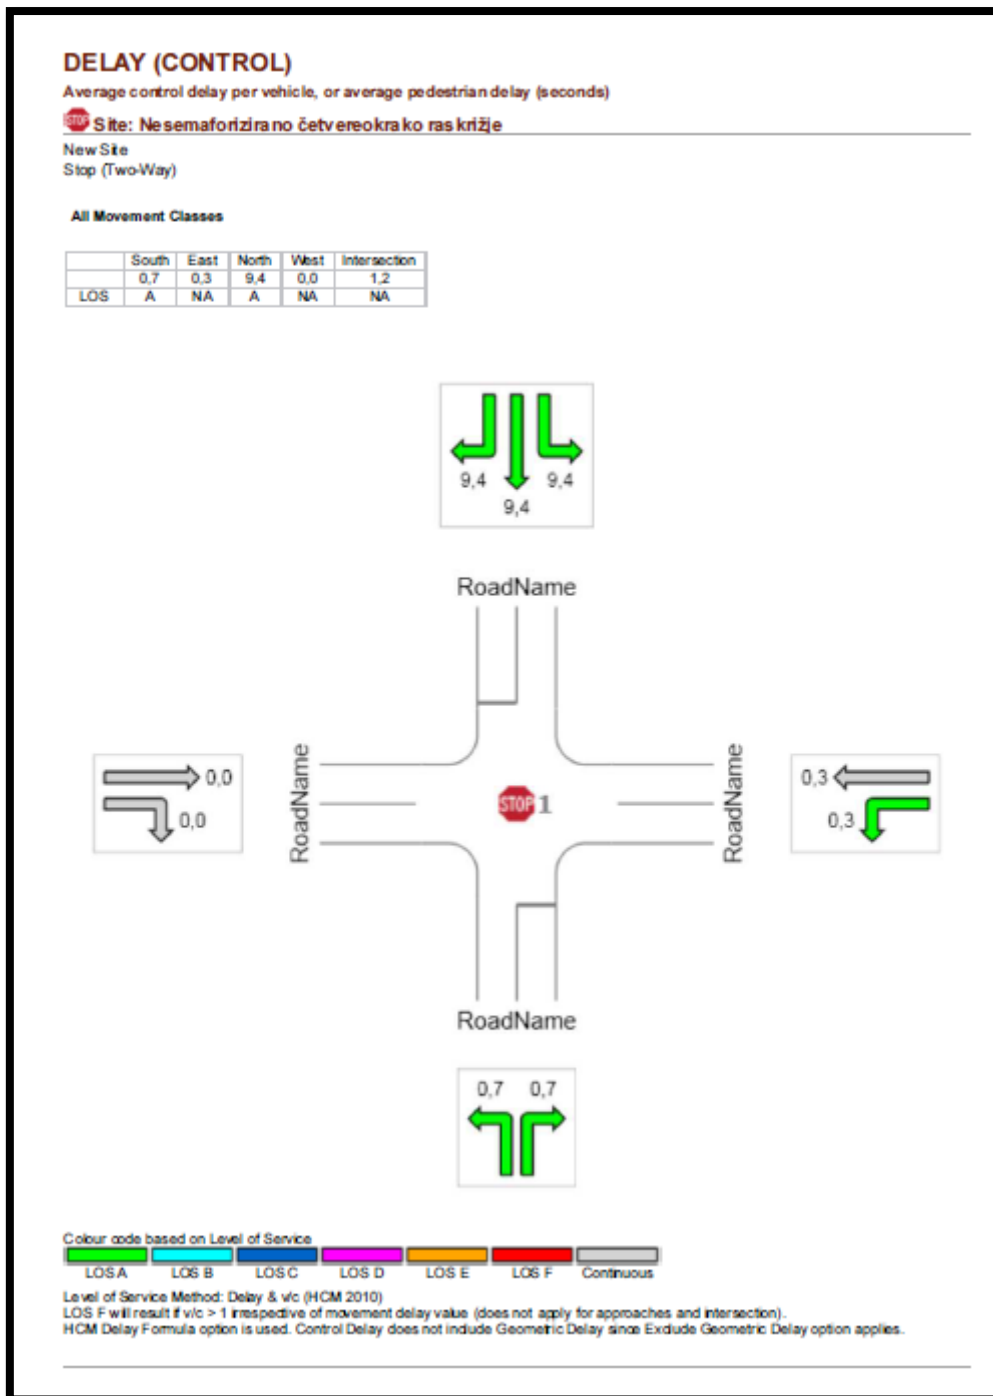 DELAY (CONTROL)
Average control delay per vehicle, or average pedestrian delay (seconds)
STOP Site: Nesemaforizirano četvereokrako raskrižje
New Site
Stop (Two-Way)
All Movement Classes
South East North West Intersection
0,7 0,3 9,4 0,0 1,2
LOS A NA A NA NA
9,4 9,4
9,4
RoadName
0,0
0,0
RoadName
STOP 1
RoadName
0,3
0,3
RoadName
0,7 0,7
Colour code based on Level of Service
LOS A LOS B LOS C LOS D LOS E LOS F Continuous
Level of Service Method: Delay & v/c (HCM 2010)
LOS F will result if v/c > 1 irrespective of movement delay value (does not apply for approaches and intersection).
HCM Delay Formula option is used. Control Delay does not include Geometric Delay since Exclude Geometric Delay option applies.